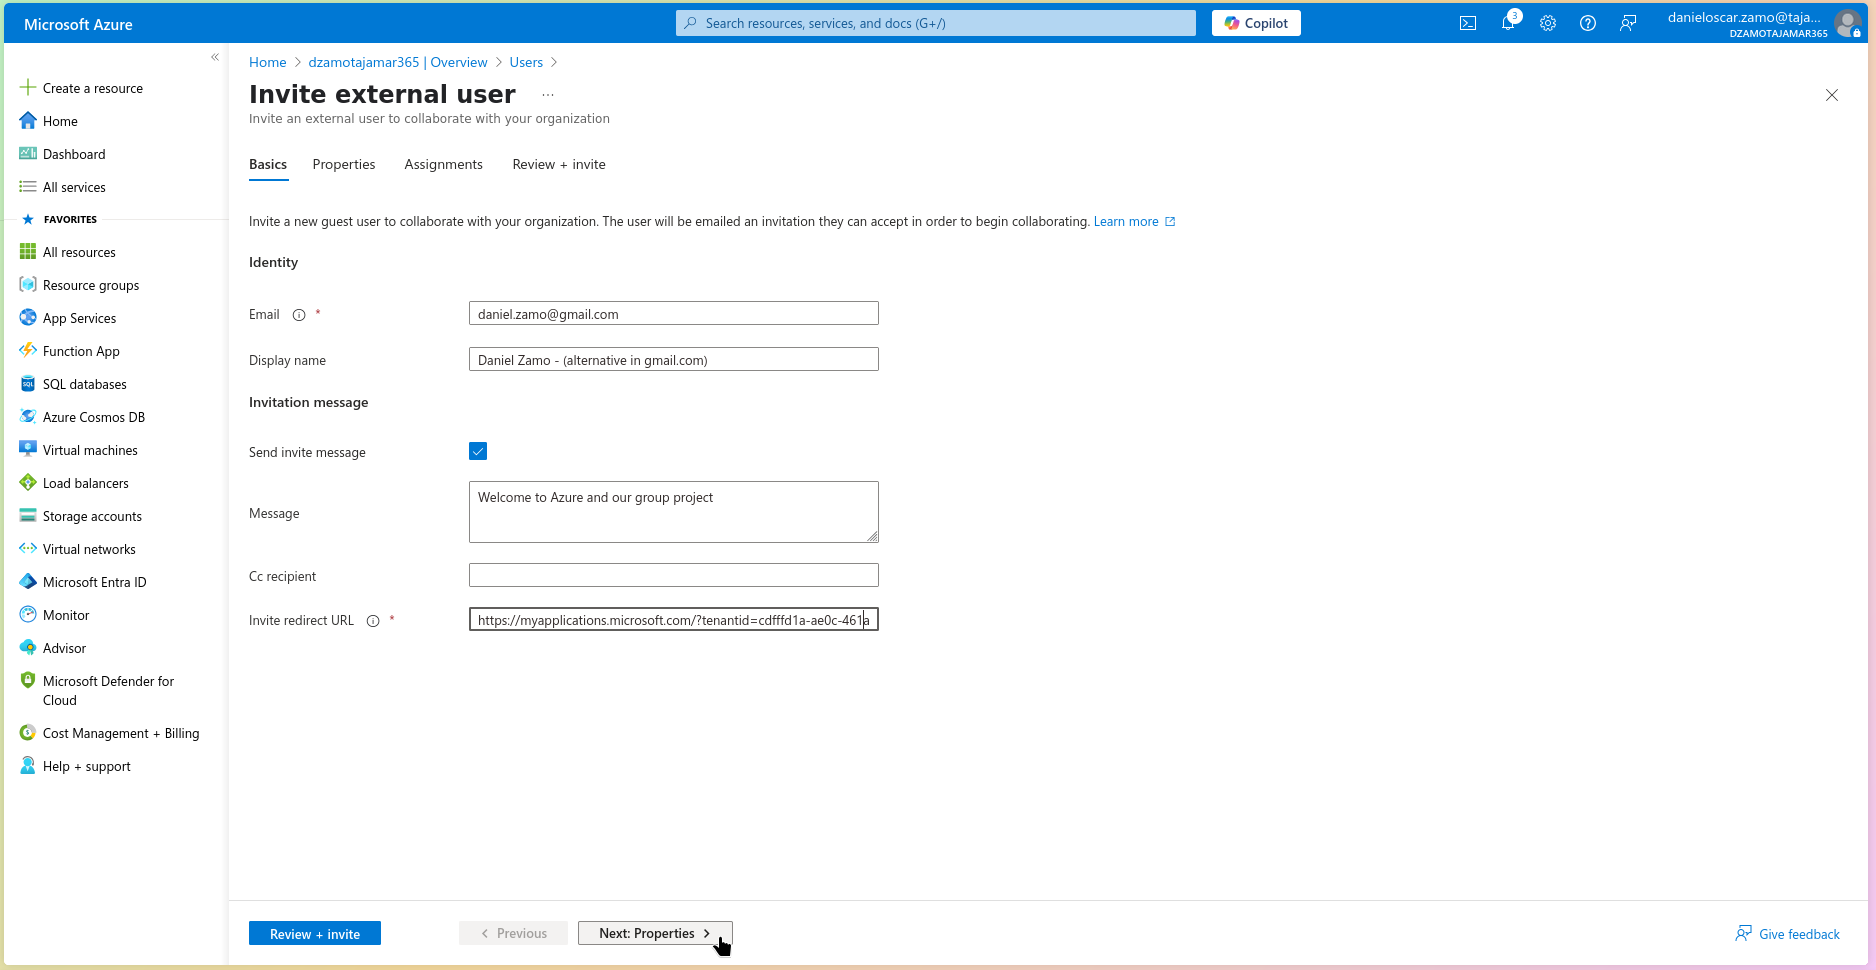 Microsoft Azure
Search resources, services, and docs (G+/)
Copilot
3
danieloscar.zamo@taja...
DZAMOTAJAMAR365
«
Create a resource
Home
Dashboard
All services
FAVORITES
All resources
Resource groups
App Services
Function App
SQL databases
Azure Cosmos DB
Virtual machines
Load balancers
Storage accounts
Virtual networks
Microsoft Entra ID
Monitor
Advisor
Microsoft Defender for
Cloud
Cost Management + Billing
Help + support
Home > dzamotajamar365 | Overview > Users >
Invite external user ...
Invite an external user to collaborate with your organization
Basics Properties Assignments Review + invite
Invite a new guest user to collaborate with your organization. The user will be emailed an invitation they can accept in order to begin collaborating. Learn more
Identity
Email * daniel.zamo@gmail.com
Display name Daniel Zamo - (alternative in gmail.com)
Invitation message
Send invite message
Message Welcome to Azure and our group project
Cc recipient
Invite redirect URL * https://myapplications.microsoft.com/?tenantid=cdfffd1a-ae0c-461a
Review + invite < Previous Next: Properties >
Give feedback